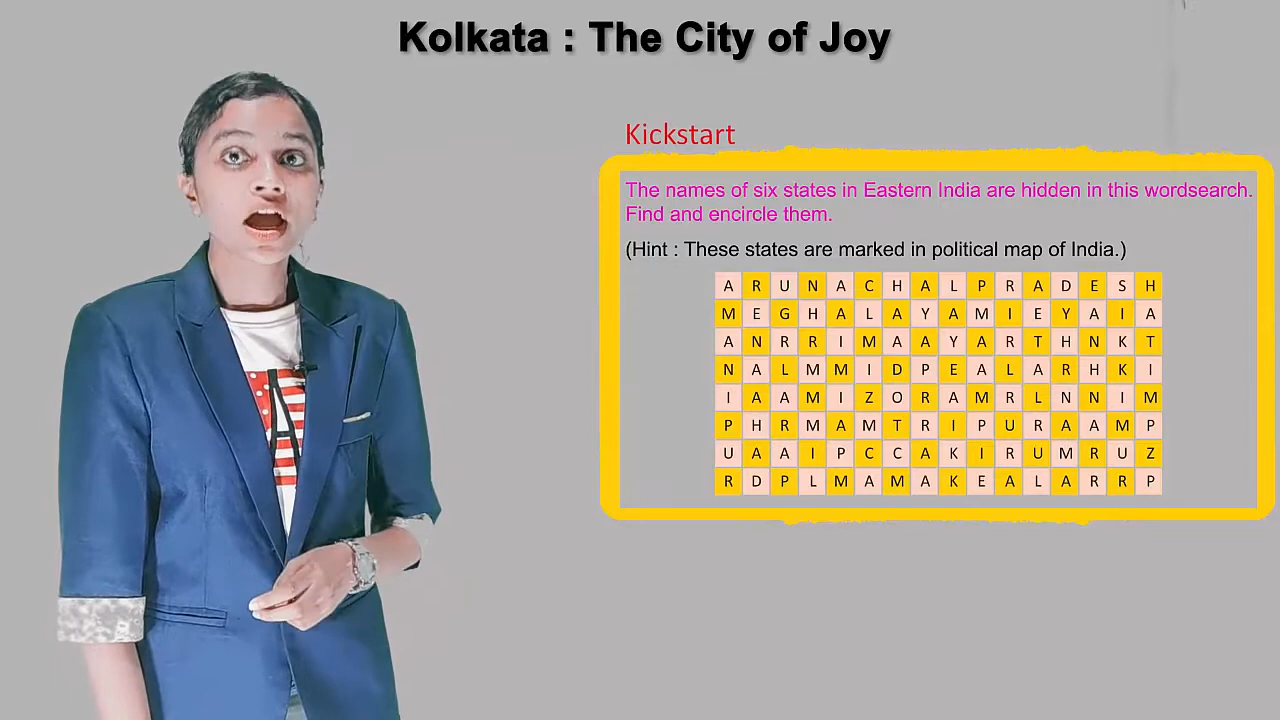 Kolkata : The City of Joy
Kickstart
The names of six states in Eastern India are hidden in this wordsearch.
Find and encircle them.
(Hint : These states are marked in political map of India.)
A R U N A C H A L P R A D E S H
M E G H A L A Y A M I E Y A I A
A N R R I M A A Y A R T H N K T
N A L M M I D P E A L A R H K I
I A A M I Z O R A M R L N N I M
P H R M A M T R I P U R A A M P
U A A I P C C A K I R U M R U Z
R D P L M A M A K E A L A R R P